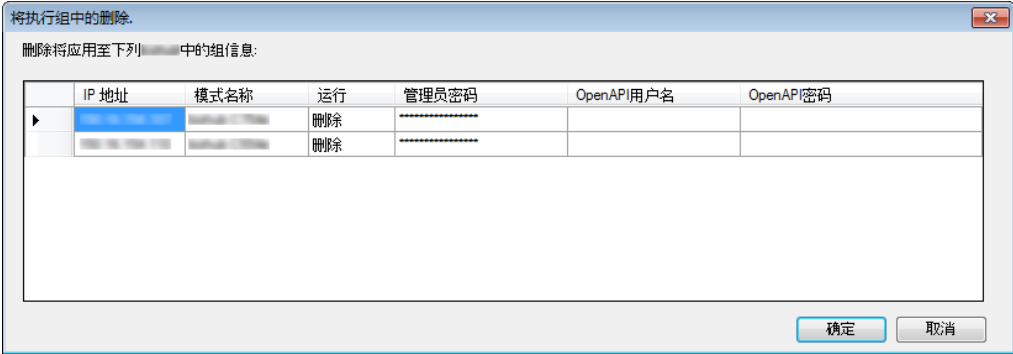 将执行组中的删除.
删除将应用至下列 中的组信息:
IP 地址 模式名称 运行 管理员密码 OpenAPI用户名 OpenAPI密码
删除 ****************
删除 ****************
确定 取消